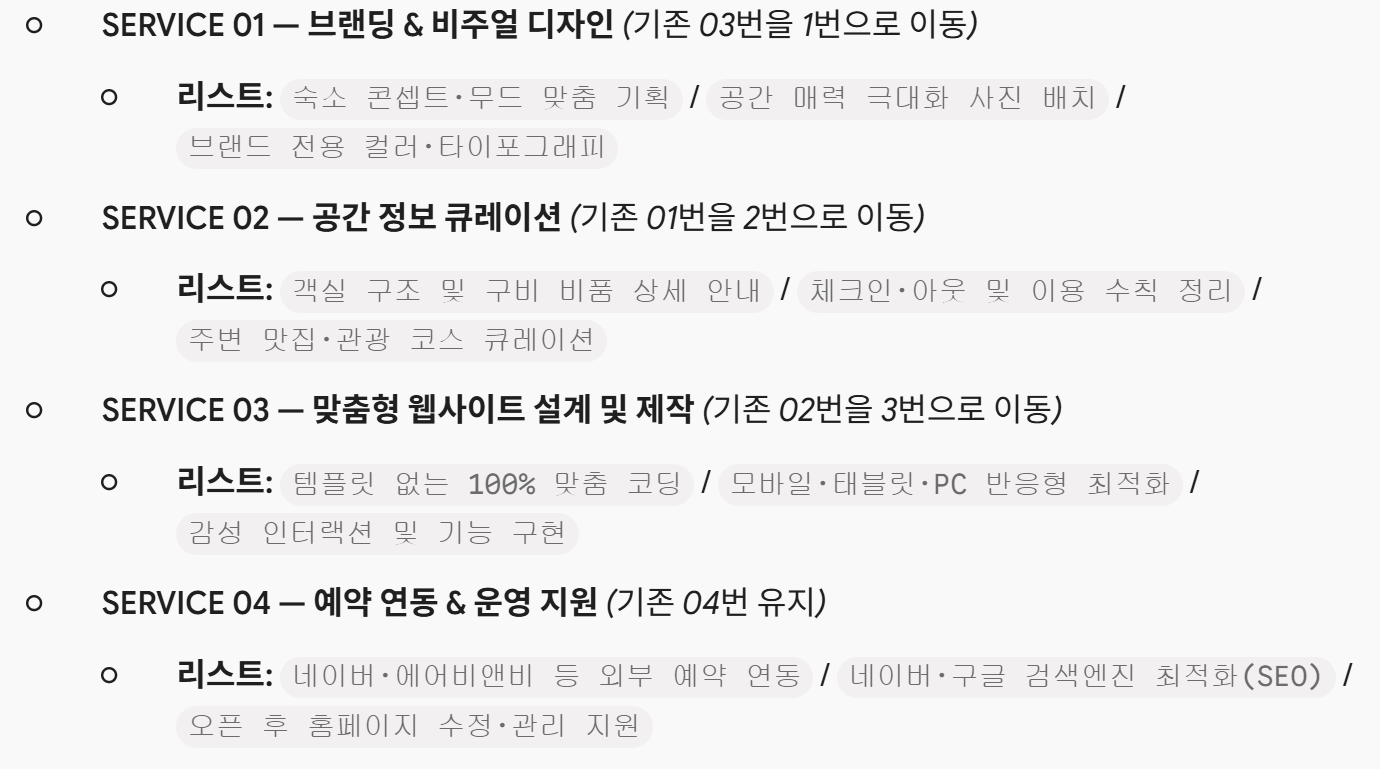 SERVICE 01 — 브랜딩 & 비주얼 디자인 (기존 03번을 1번으로 이동)
리스트: 숙소 콘셉트·무드 맞춤 기획 / 공간 매력 극대화 사진 배치 /
브랜드 전용 컬러·타이포그래피
SERVICE 02 — 공간 정보 큐레이션 (기존 01번을 2번으로 이동)
리스트: 객실 구조 및 구비 비품 상세 안내 / 체크인·아웃 및 이용 수칙 정리 /
주변 맛집·관광 코스 큐레이션
SERVICE 03 — 맞춤형 웹사이트 설계 및 제작 (기존 02번을 3번으로 이동)
리스트: 템플릿 없는 100% 맞춤 코딩 / 모바일·태블릿·PC 반응형 최적화 /
감성 인터랙션 및 기능 구현
SERVICE 04 — 예약 연동 & 운영 지원 (기존 04번 유지)
리스트: 네이버·에어비앤비 등 외부 예약 연동 / 네이버·구글 검색엔진 최적화(SEO) /
오픈 후 홈페이지 수정·관리 지원